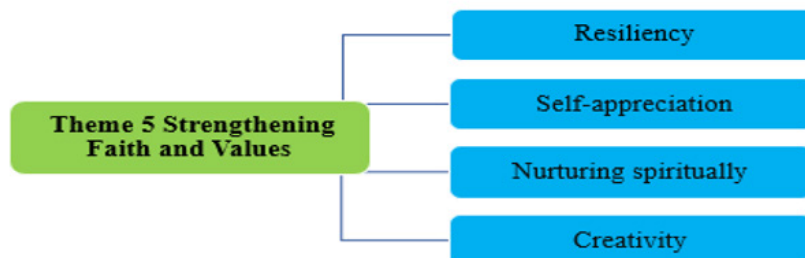 Theme 5 Strengthening
Faith and Values
Resiliency
Self-appreciation
Nurturing spiritually
Creativity